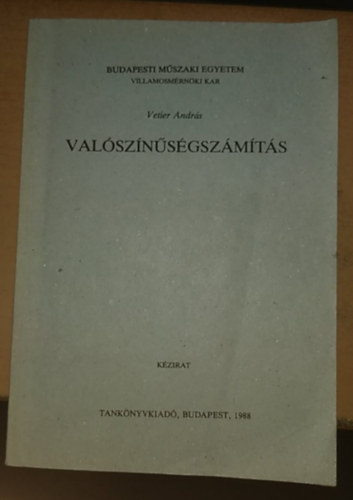 BUDAPESTI MŰSZAKI EGYETEM
VILLAMOSMÉRNÖKI KAR
Vetier András
VALÓSZÍNŰSÉGSZÁMÍTÁS
KÉZIRAT
TANKÖNYVKIADÓ, BUDAPEST, 1988